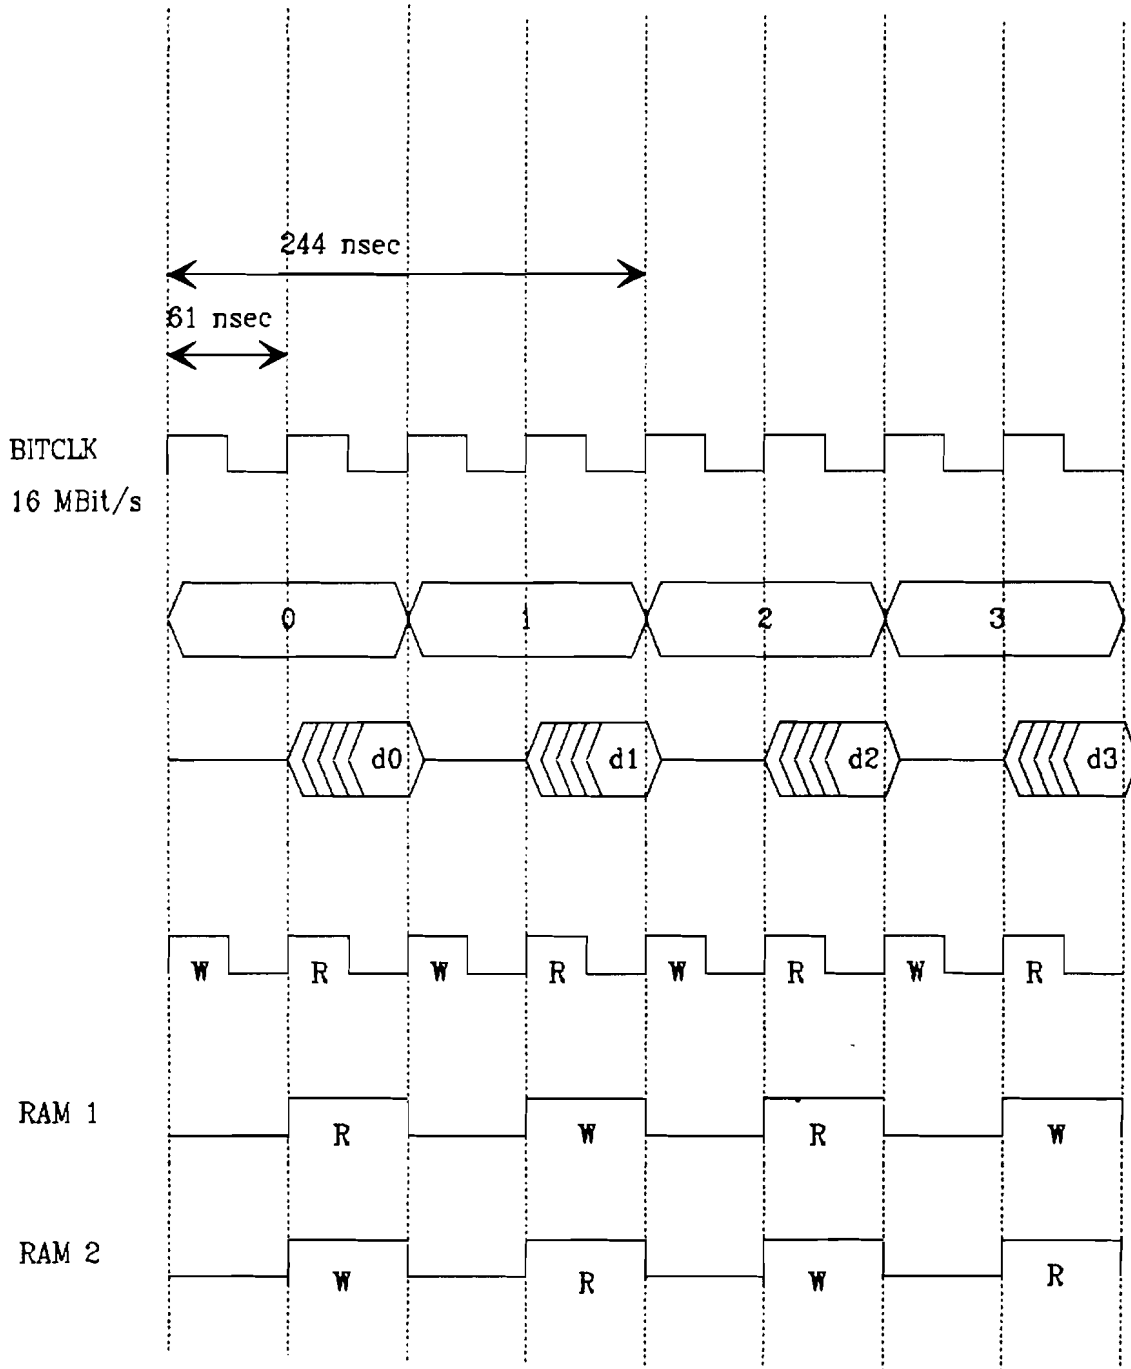 244 nsec
61 nsec
BITCLK
16 MBit/s
0 1 2 3
d0 d1 d2 d3
W R W R W R W R
RAM 1
R W R W
RAM 2
W R W R